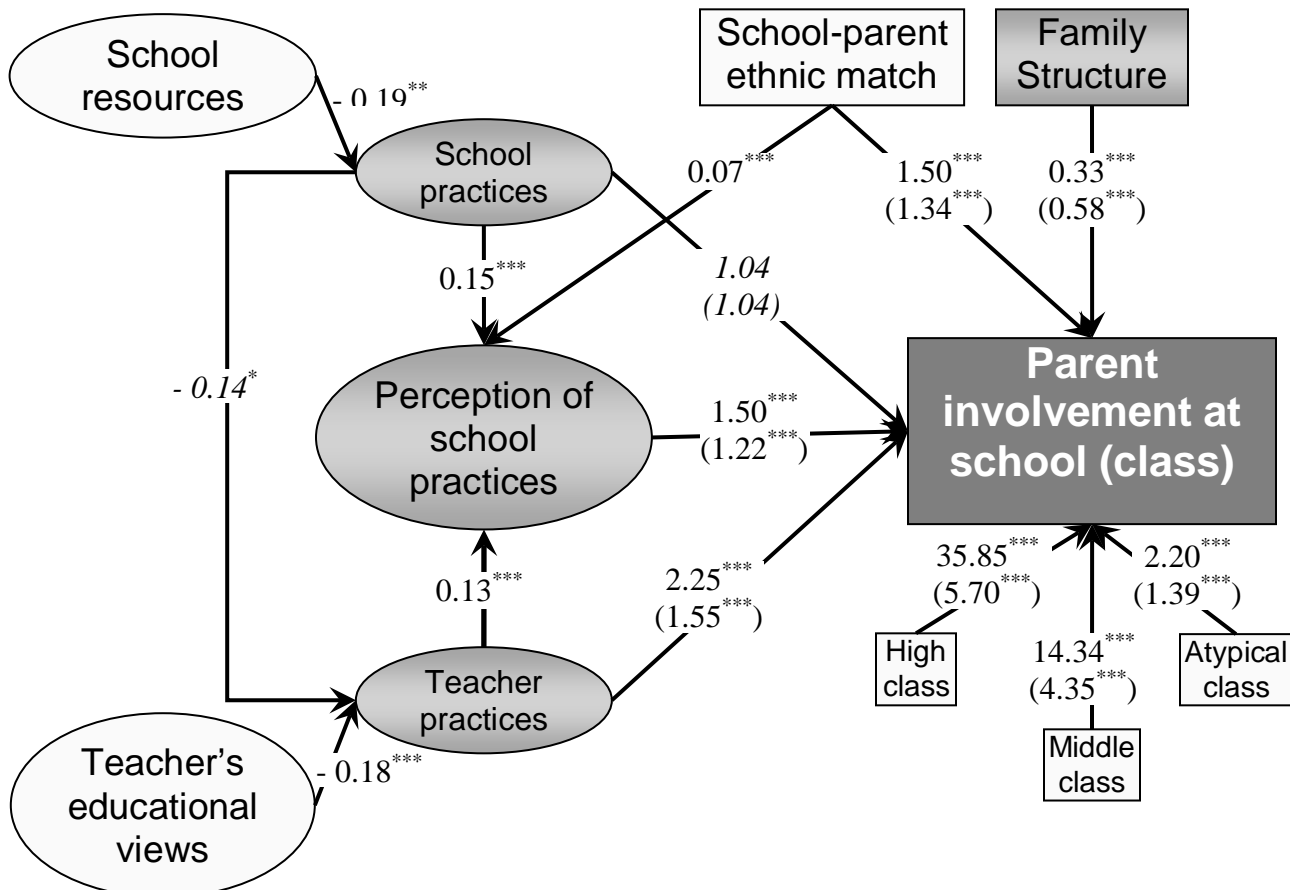 School
resources
School-parent
ethnic match
Family
Structure
- 0.19**
School
practices
0.07***
1.50***
(1.34***)
0.33***
(0.58***)
0.15***
1.04
(1.04)
- 0.14*
Perception of
school
practices
1.50***
(1.22***)
Parent
involvement at
school (class)
0.13***
2.25***
(1.55***)
35.85***
(5.70***)
2.20***
(1.39***)
14.34***
(4.35***)
High
class
Atypical
class
Middle
class
Teacher
practices
- 0.18***
Teacher’s
educational
views